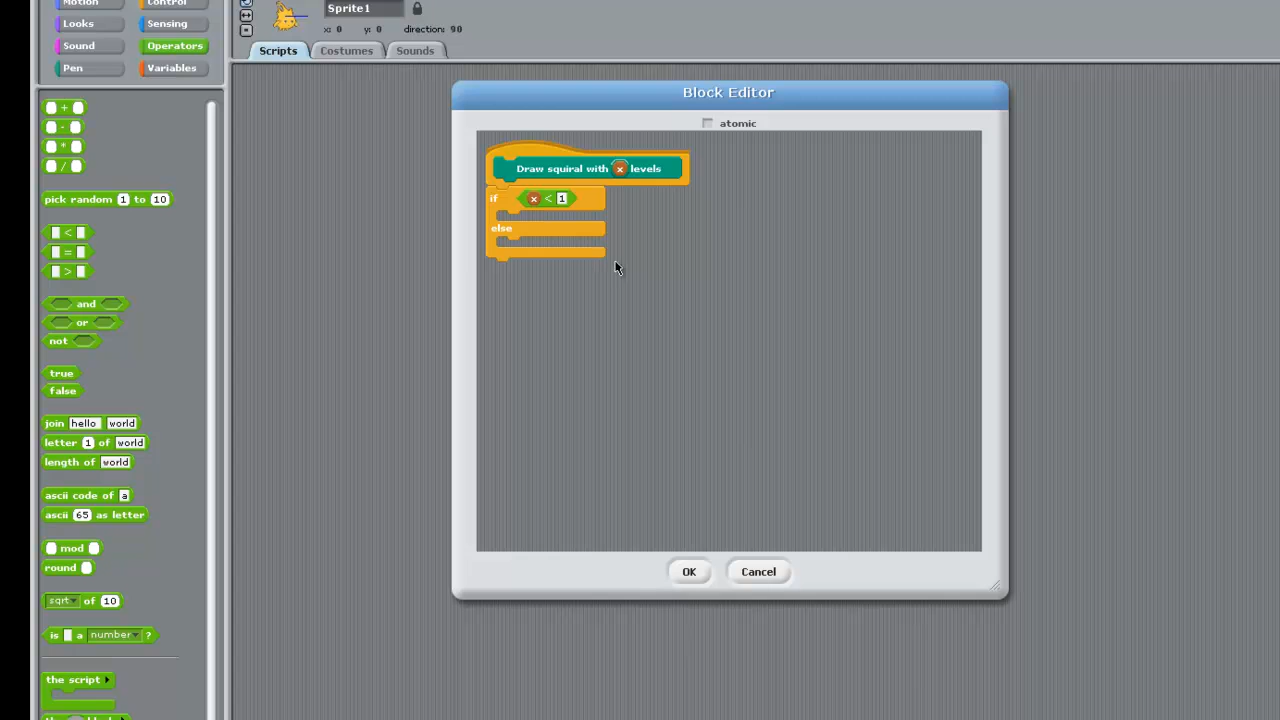 Motion Control
Sprite1
Looks Sensing
x: 0 y: 0 direction: 90
Sound Operators
Scripts Costumes Sounds
Pen Variables
Block Editor
atomic
+
-
*
/
Draw squiral with x levels
pick random 1 to 10
if x < 1
else
<
=
>
and
or
not
true
false
join hello world
letter 1 of world
length of world
ascii code of a
ascii 65 as letter
mod
round
OK Cancel
sqrt of 10
is a number ?
the script